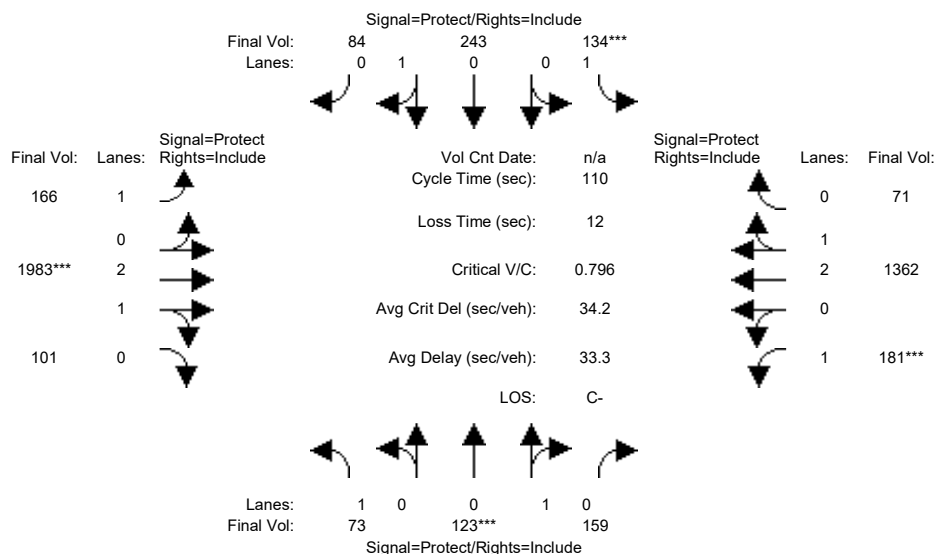 Signal=Protect/Rights=Include
Final Vol: 84 243 134***
Lanes: 0 1 0 0 1
Signal=Protect
Final Vol: Lanes: Rights=Include
Vol Cnt Date: n/a
Signal=Protect
Rights=Include Lanes: Final Vol:
Cycle Time (sec): 110
166 1
0 71
Loss Time (sec): 12
0
1
1983*** 2
Critical V/C: 0.796
2 1362
1
Avg Crit Del (sec/veh): 34.2
0
101 0
Avg Delay (sec/veh): 33.3
1 181***
LOS: C-
Lanes: 1 0 0 1 0
Final Vol: 73 123*** 159
Signal=Protect/Rights=Include